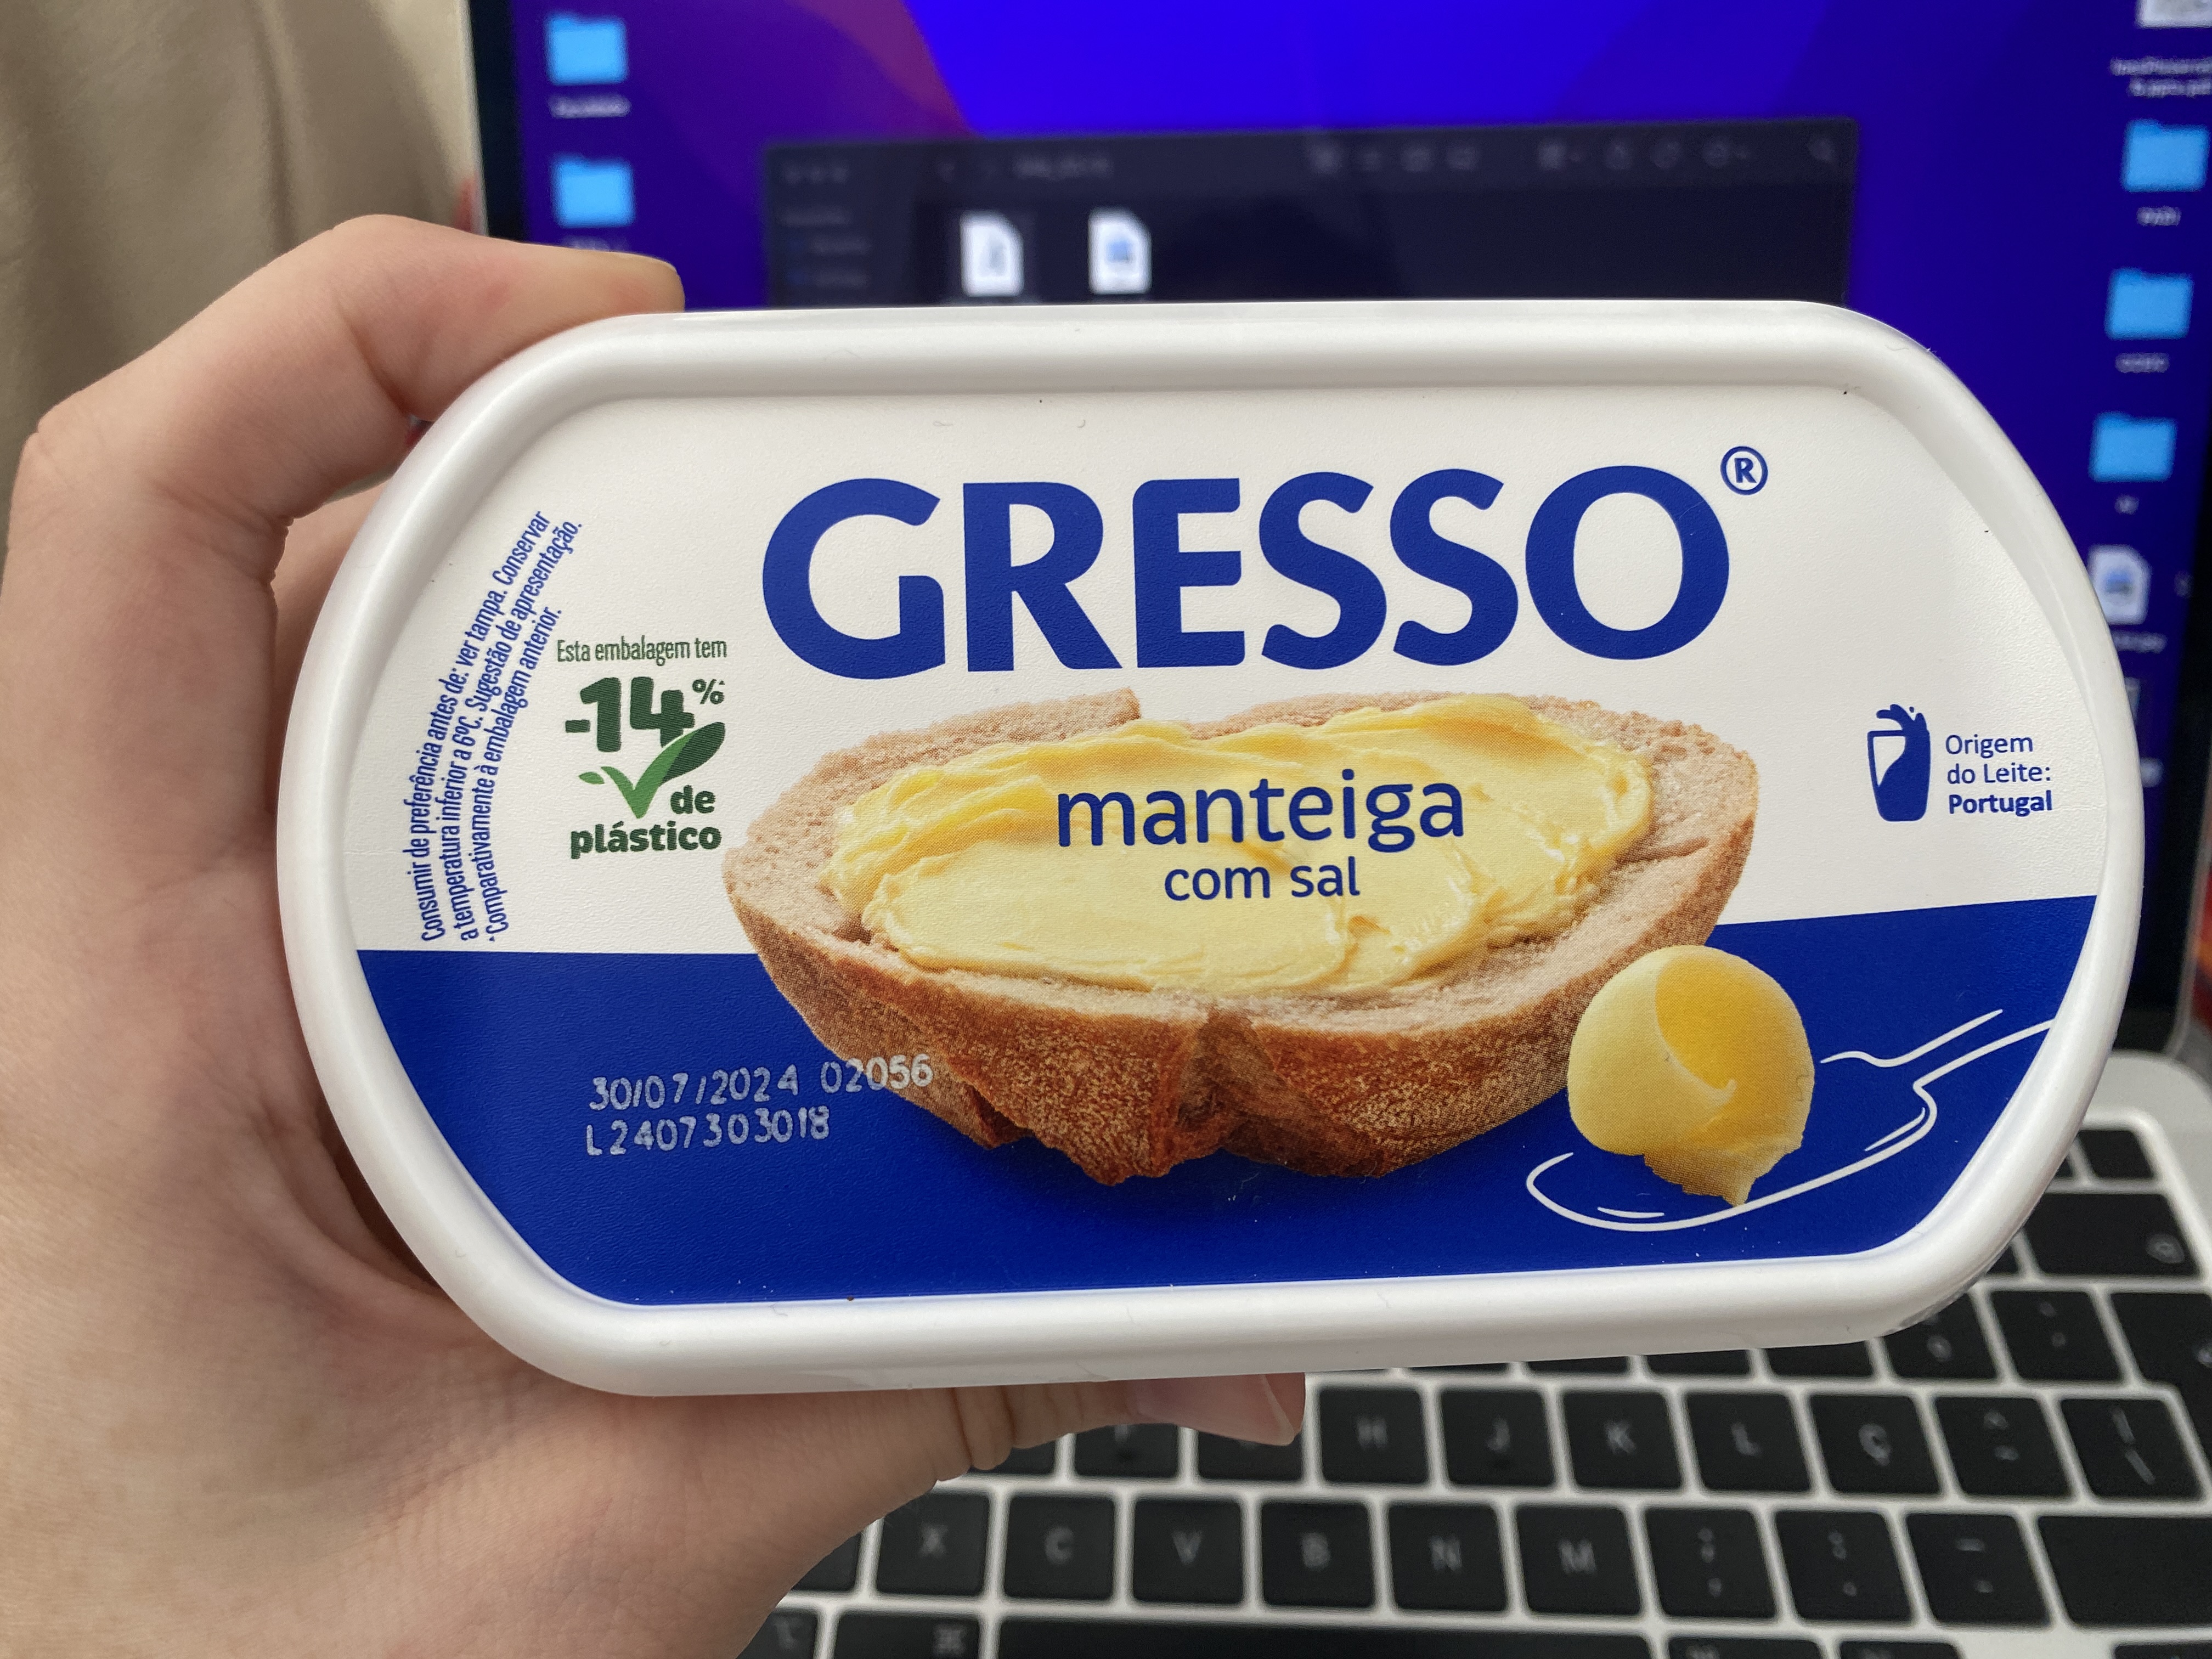 GRESSO®
Consumir de preferência antes de: ver tampa. Conservar
a temperatura inferior a 6ºC. Sugestão de apresentação.
*Comparativamente à embalagem anterior.
Esta embalagem tem
-14%*
de
plástico
manteiga
com sal
Origem
do Leite:
Portugal
30/07/2024 02056
L2407303018
H J K L Ç
X C V B N M
⌘